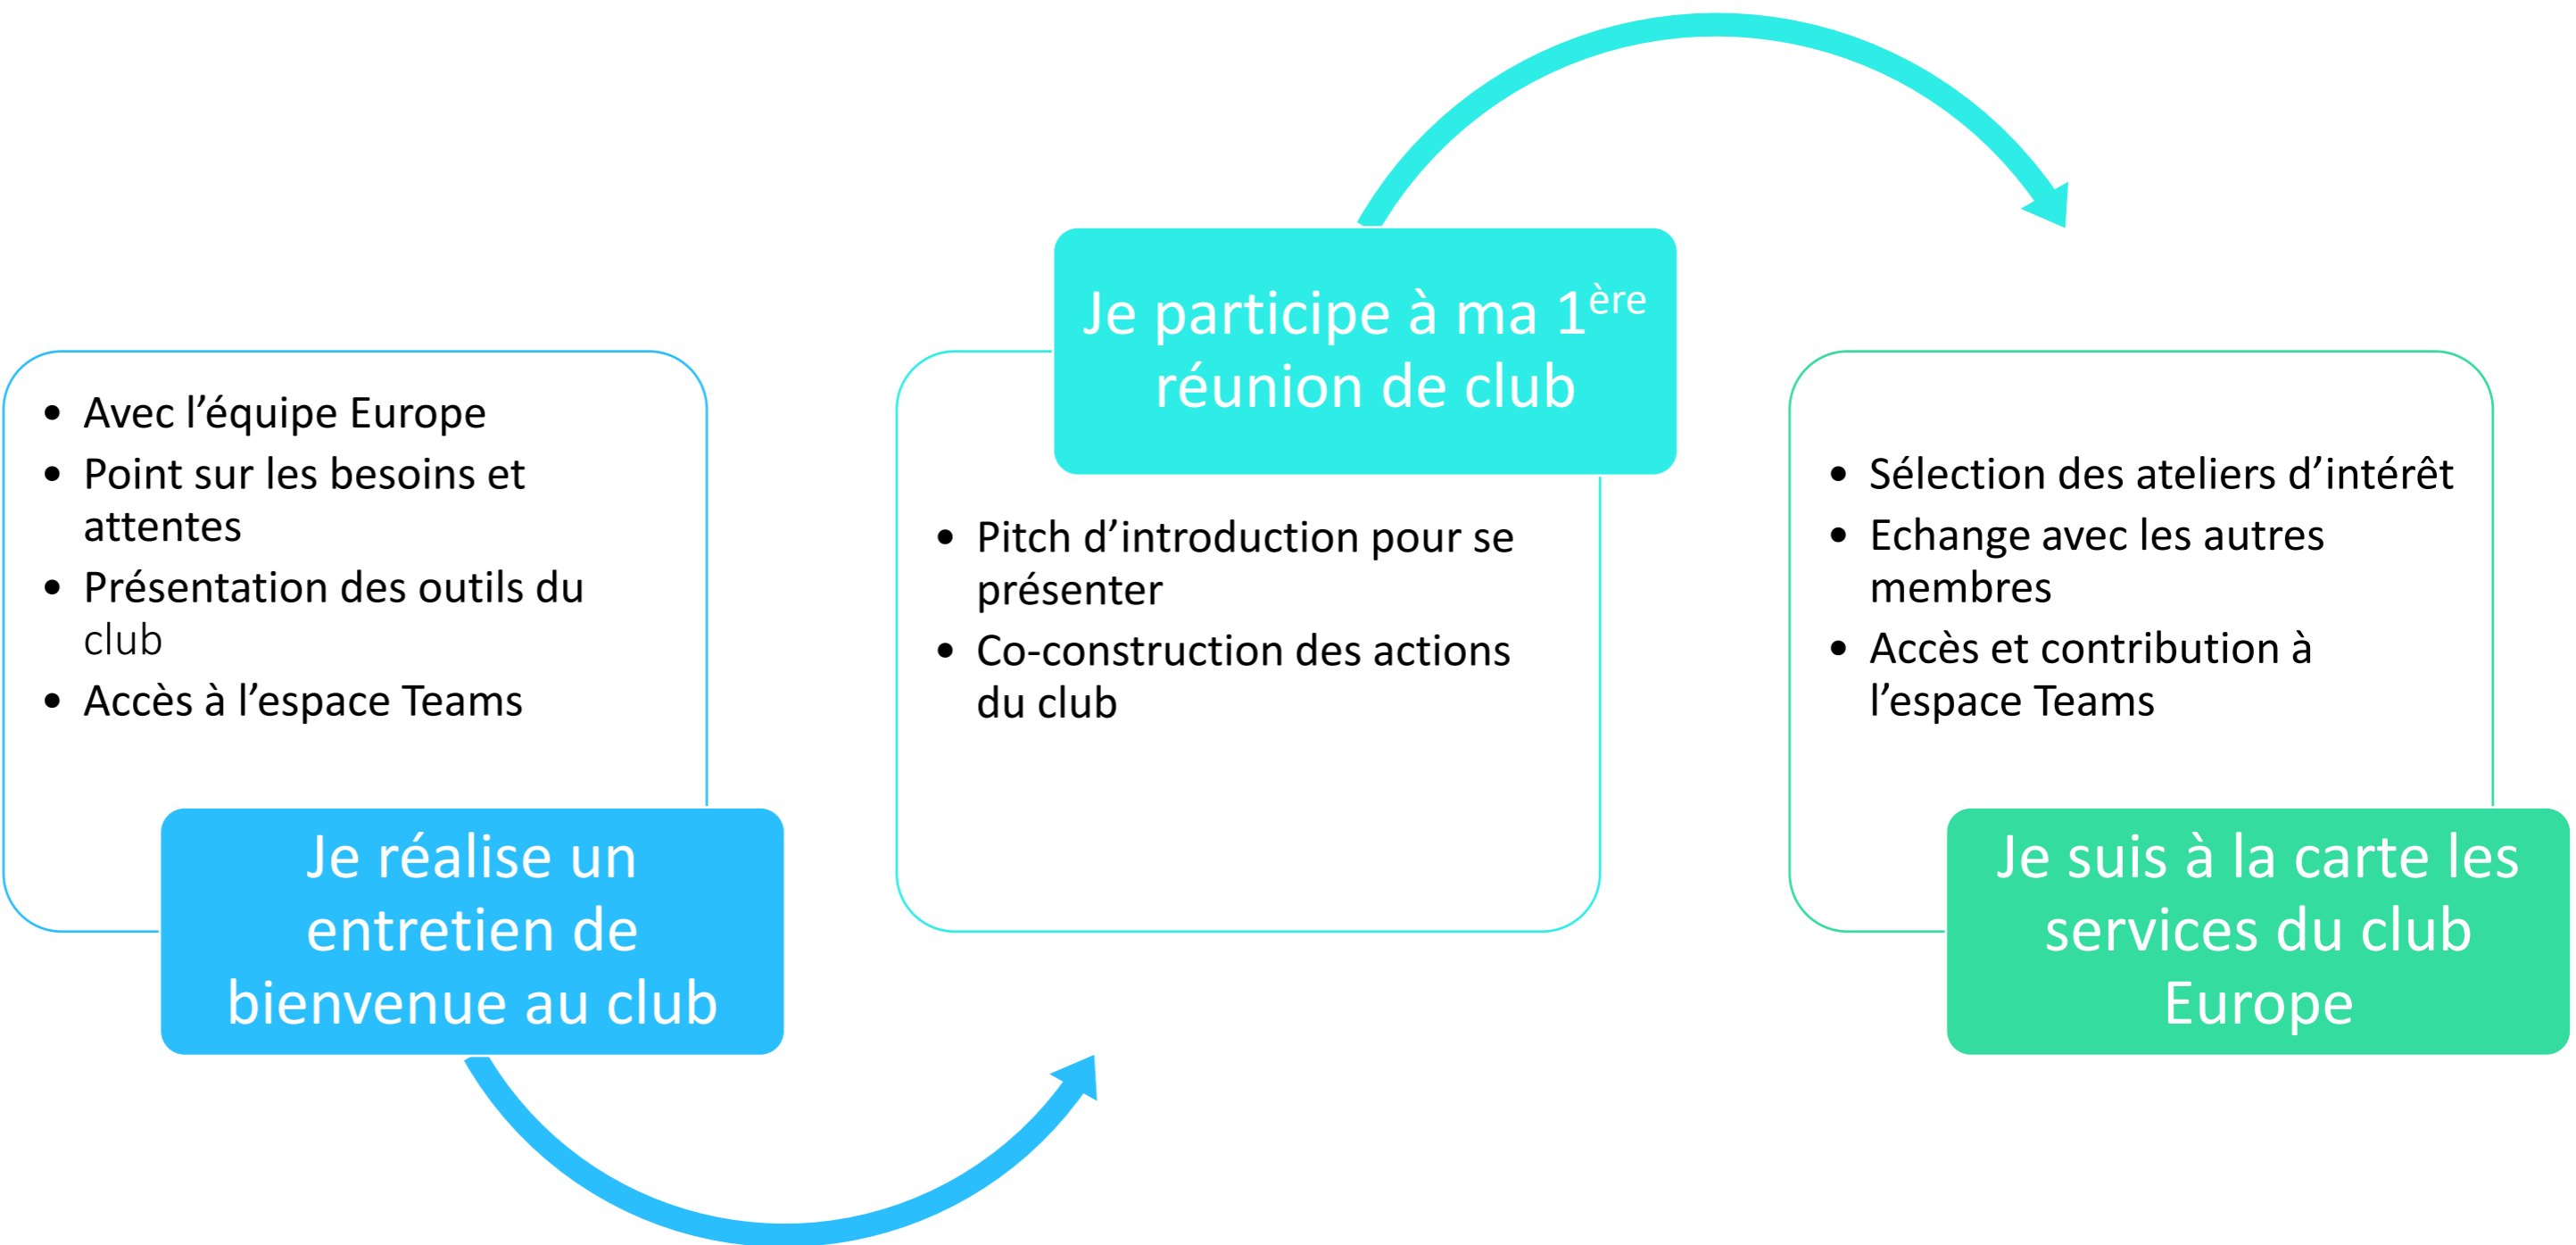 • Avec l’équipe Europe
• Point sur les besoins et
attentes
• Présentation des outils du
club
• Accès à l’espace Teams
Je réalise un
entretien de
bienvenue au club
Je participe à ma 1ère
réunion de club
• Pitch d’introduction pour se
présenter
• Co-construction des actions
du club
• Sélection des ateliers d’intérêt
• Echange avec les autres
membres
• Accès et contribution à
l’espace Teams
Je suis à la carte les
services du club
Europe